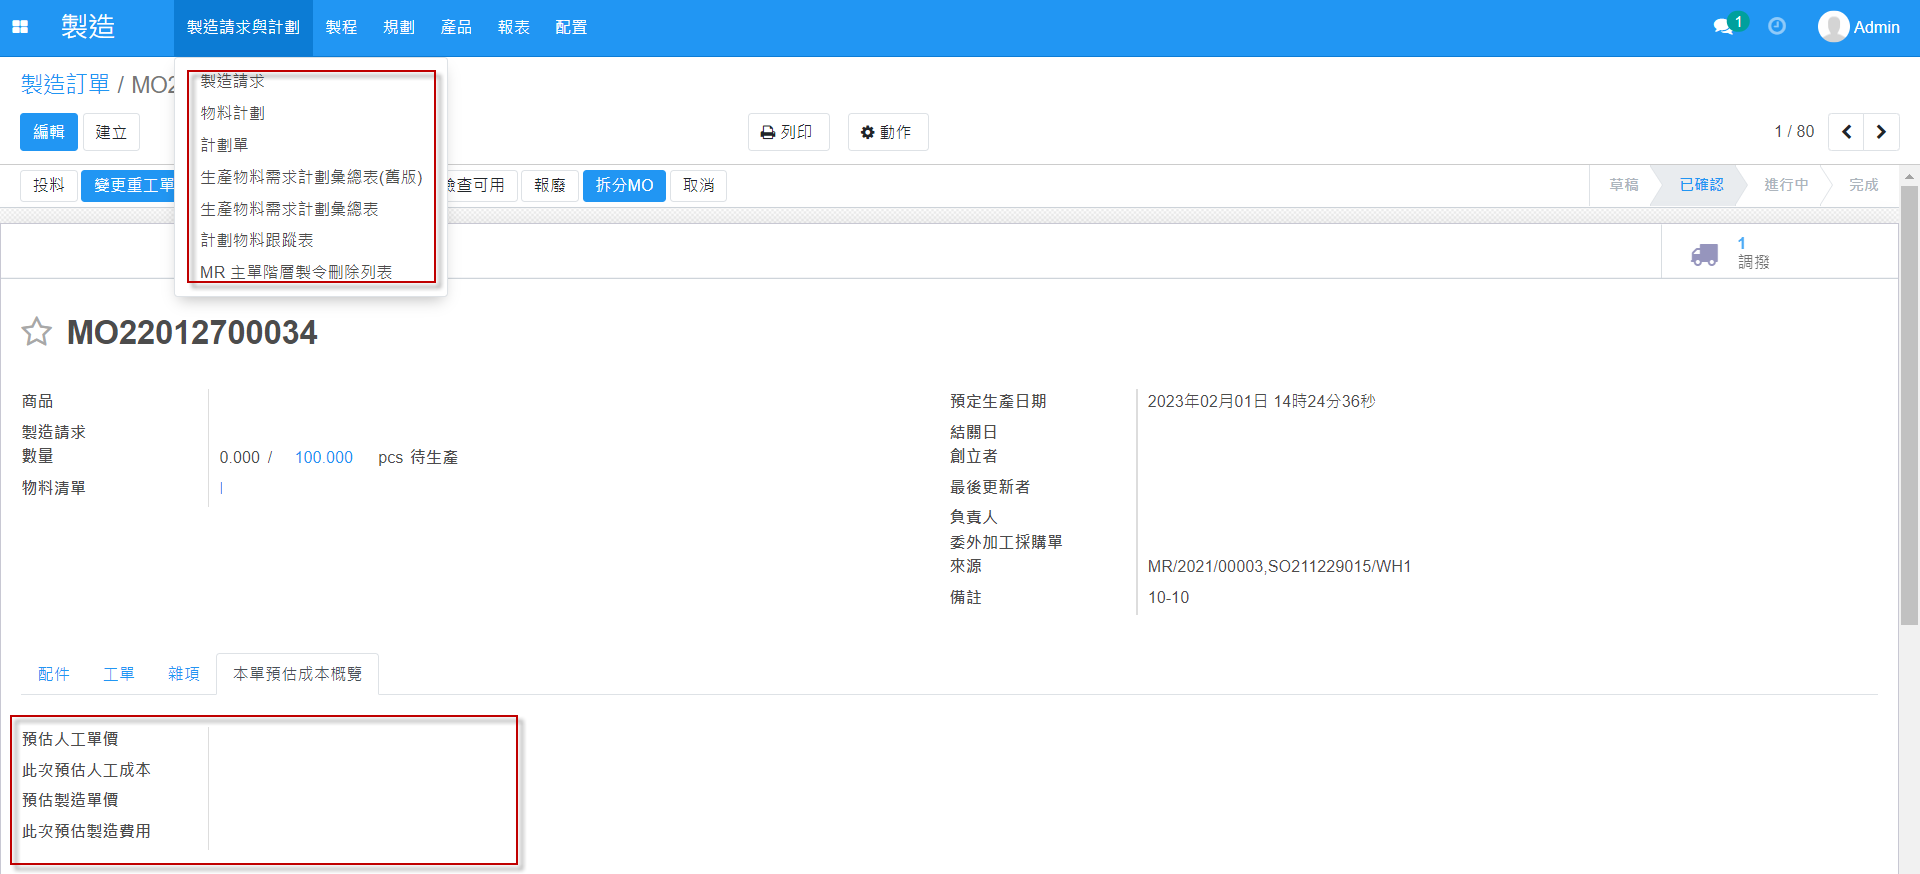 製造 製造請求與計劃 製程 規劃 產品 報表 配置 1 Admin
製造訂單 / MO2
製造請求
物料計劃
計劃單
生產物料需求計劃彙總表(舊版)
生產物料需求計劃彙總表
計劃物料跟蹤表
MR 主單階層製令刪除列表
編輯 建立 列印 動作 1 / 80
投料 變更重工單 檢查可用 報廢 拆分MO 取消 草稿 已確認 進行中 完成
1
調撥
MO22012700034
商品
製造請求
數量 0.000 / 100.000 pcs 待生產
物料清單 |
預定生產日期 2023年02月01日 14時24分36秒
結關日
創立者
最後更新者
負責人
委外加工採購單
來源 MR/2021/00003,SO211229015/WH1
備註 10-10
配件 工單 雜項 本單預估成本概覽
預估人工單價
此次預估人工成本
預估製造單價
此次預估製造費用